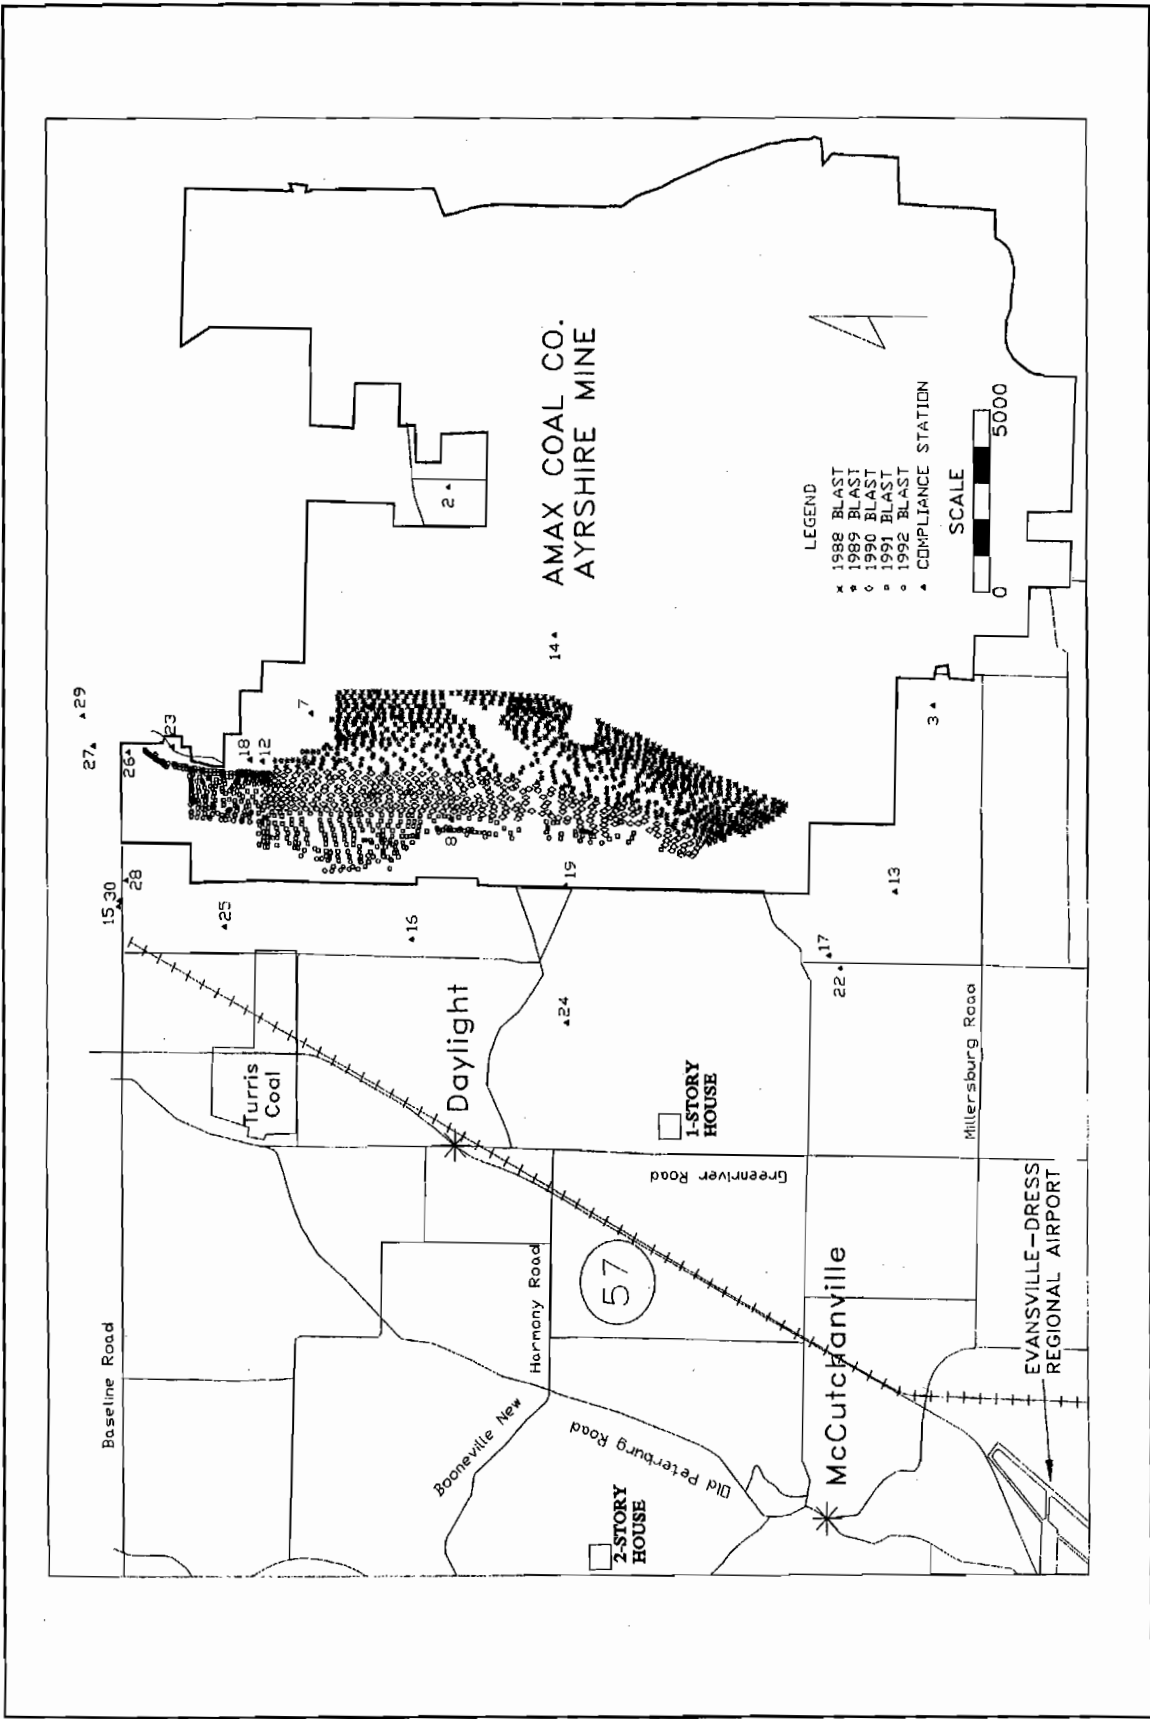 Baseline Road
15,30
28
27
29
26
23
18
12
7
25
16
Turris
Coal
Daylight
8
19
14
2
24
AMAX COAL CO.
AYRSHIRE MINE
Booneville New
Harmony Road
57
Old Peterburg Road
Greenriver Road
1-STORY
HOUSE
2-STORY
HOUSE
McCutchanville
17
22
13
3
Millersburg Road
EVANSVILLE-DRESS
REGIONAL AIRPORT
LEGEND
x 1988 BLAST
* 1989 BLAST
◇ 1990 BLAST
□ 1991 BLAST
○ 1992 BLAST
▲ COMPLIANCE STATION
SCALE
0 5000